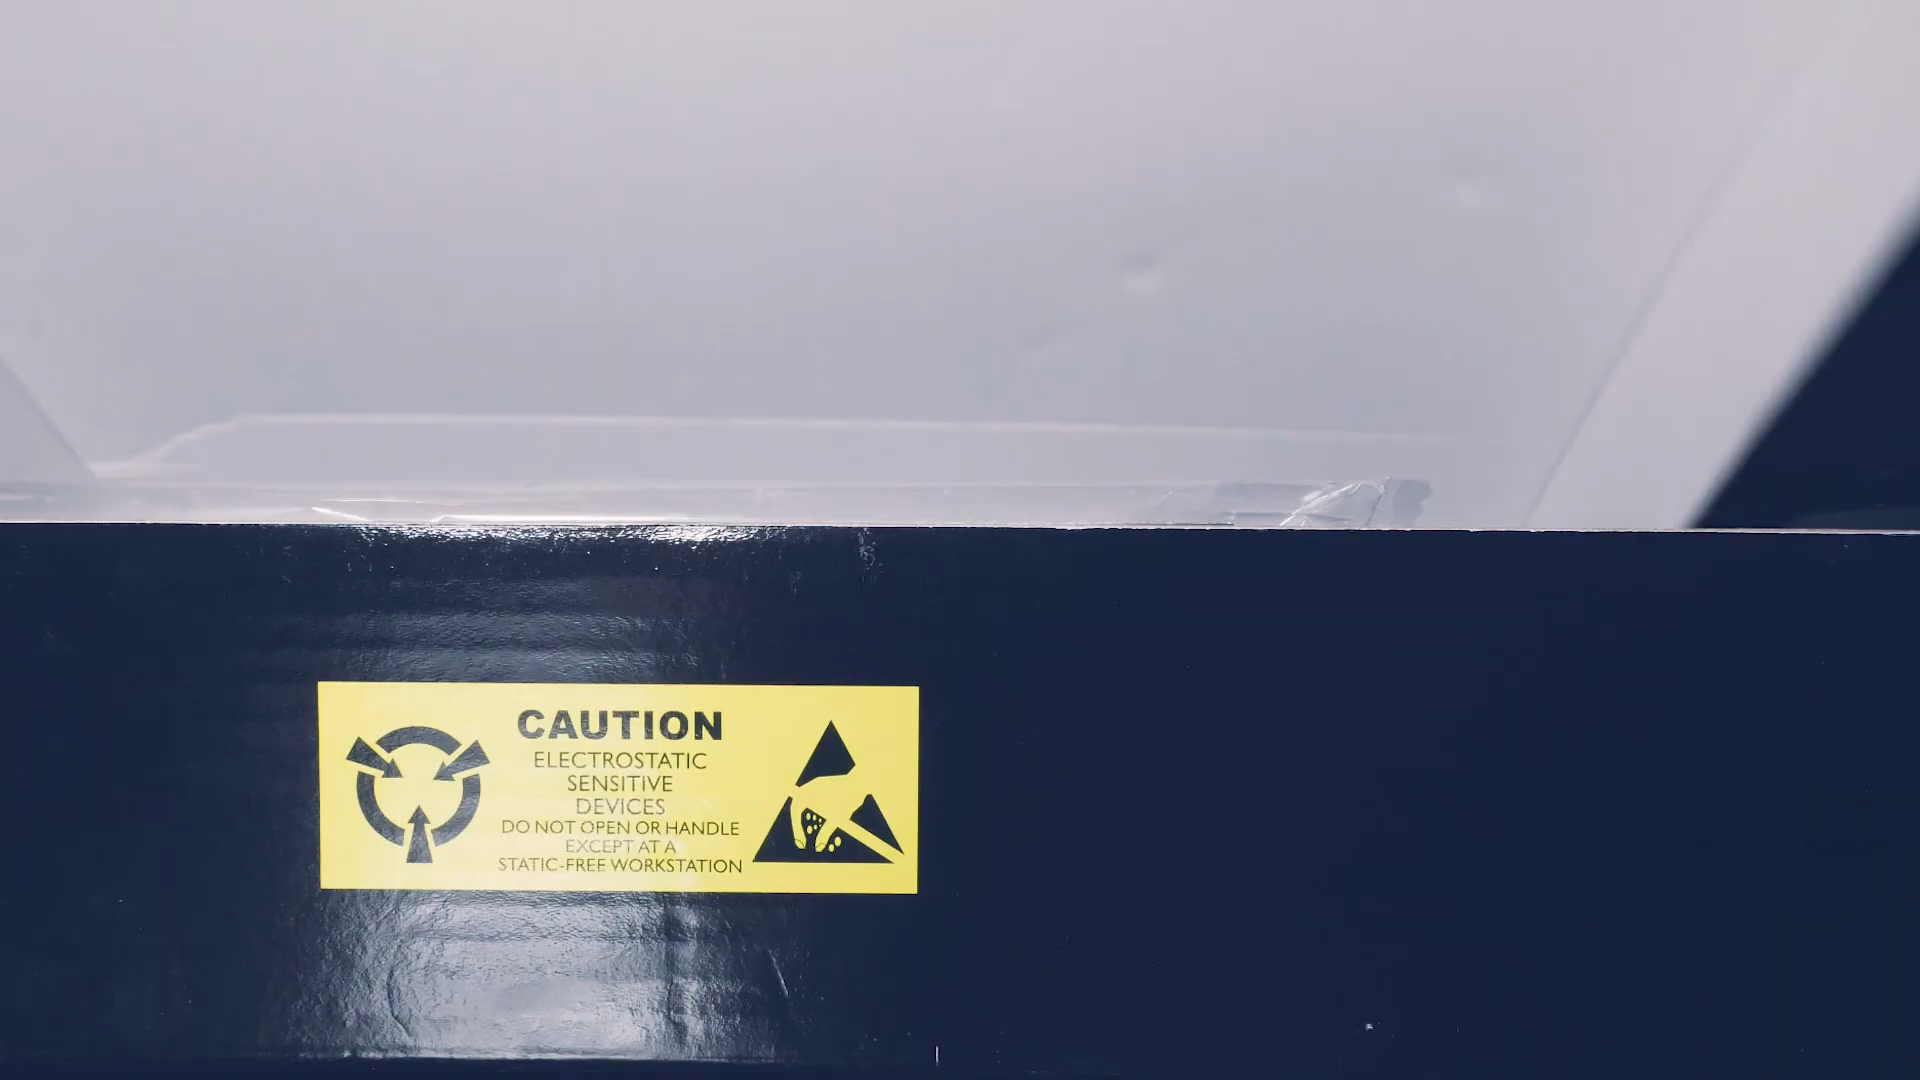 CAUTION
ELECTROSTATIC
SENSITIVE
DEVICES
DO NOT OPEN OR HANDLE
EXCEPT AT A
STATIC-FREE WORKSTATION